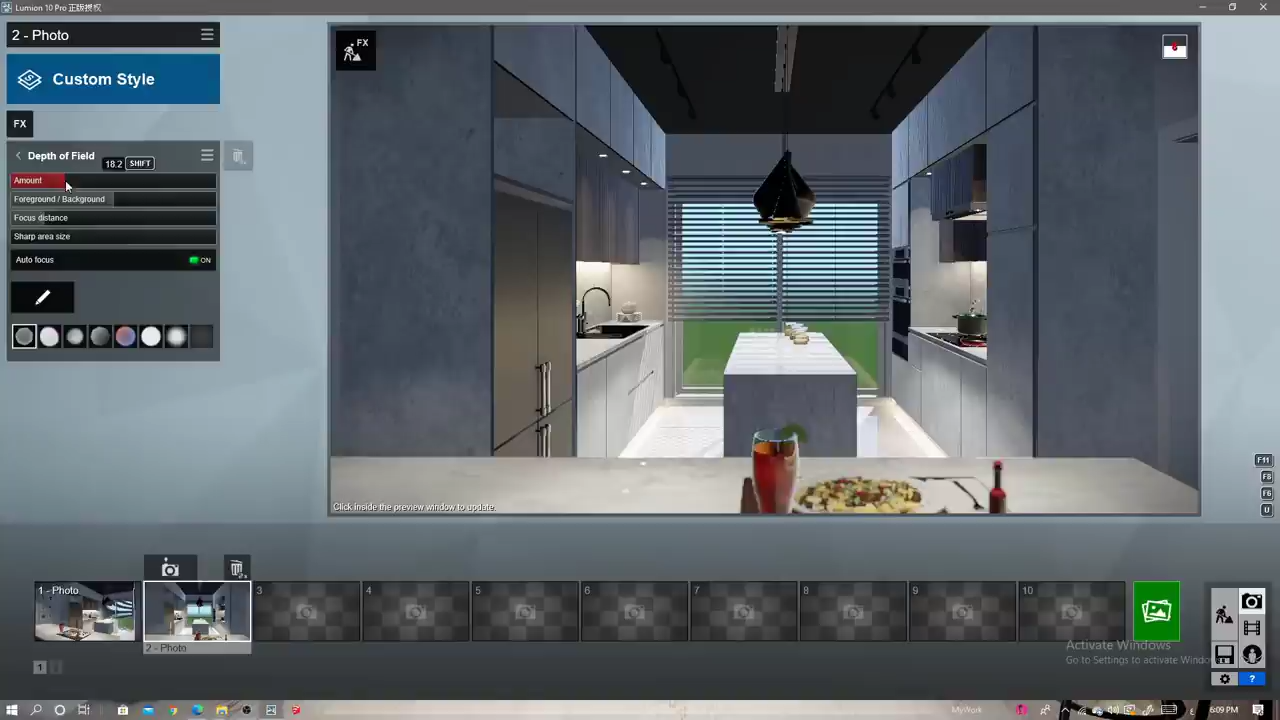 Lumion 10 Pro 正版授权
2 - Photo
Custom Style
FX
Depth of Field
18.2 SHIFT
Amount
Foreground / Background
Focus distance
Sharp area size
Auto focus
ON
FX
Click inside the preview window to update.
F11
F8
F6
U
1 - Photo
2 - Photo
3
4
5
6
7
8
9
10
1
Activate Windows
Go to Settings to activate Windo
?
MyWork
6:09 PM